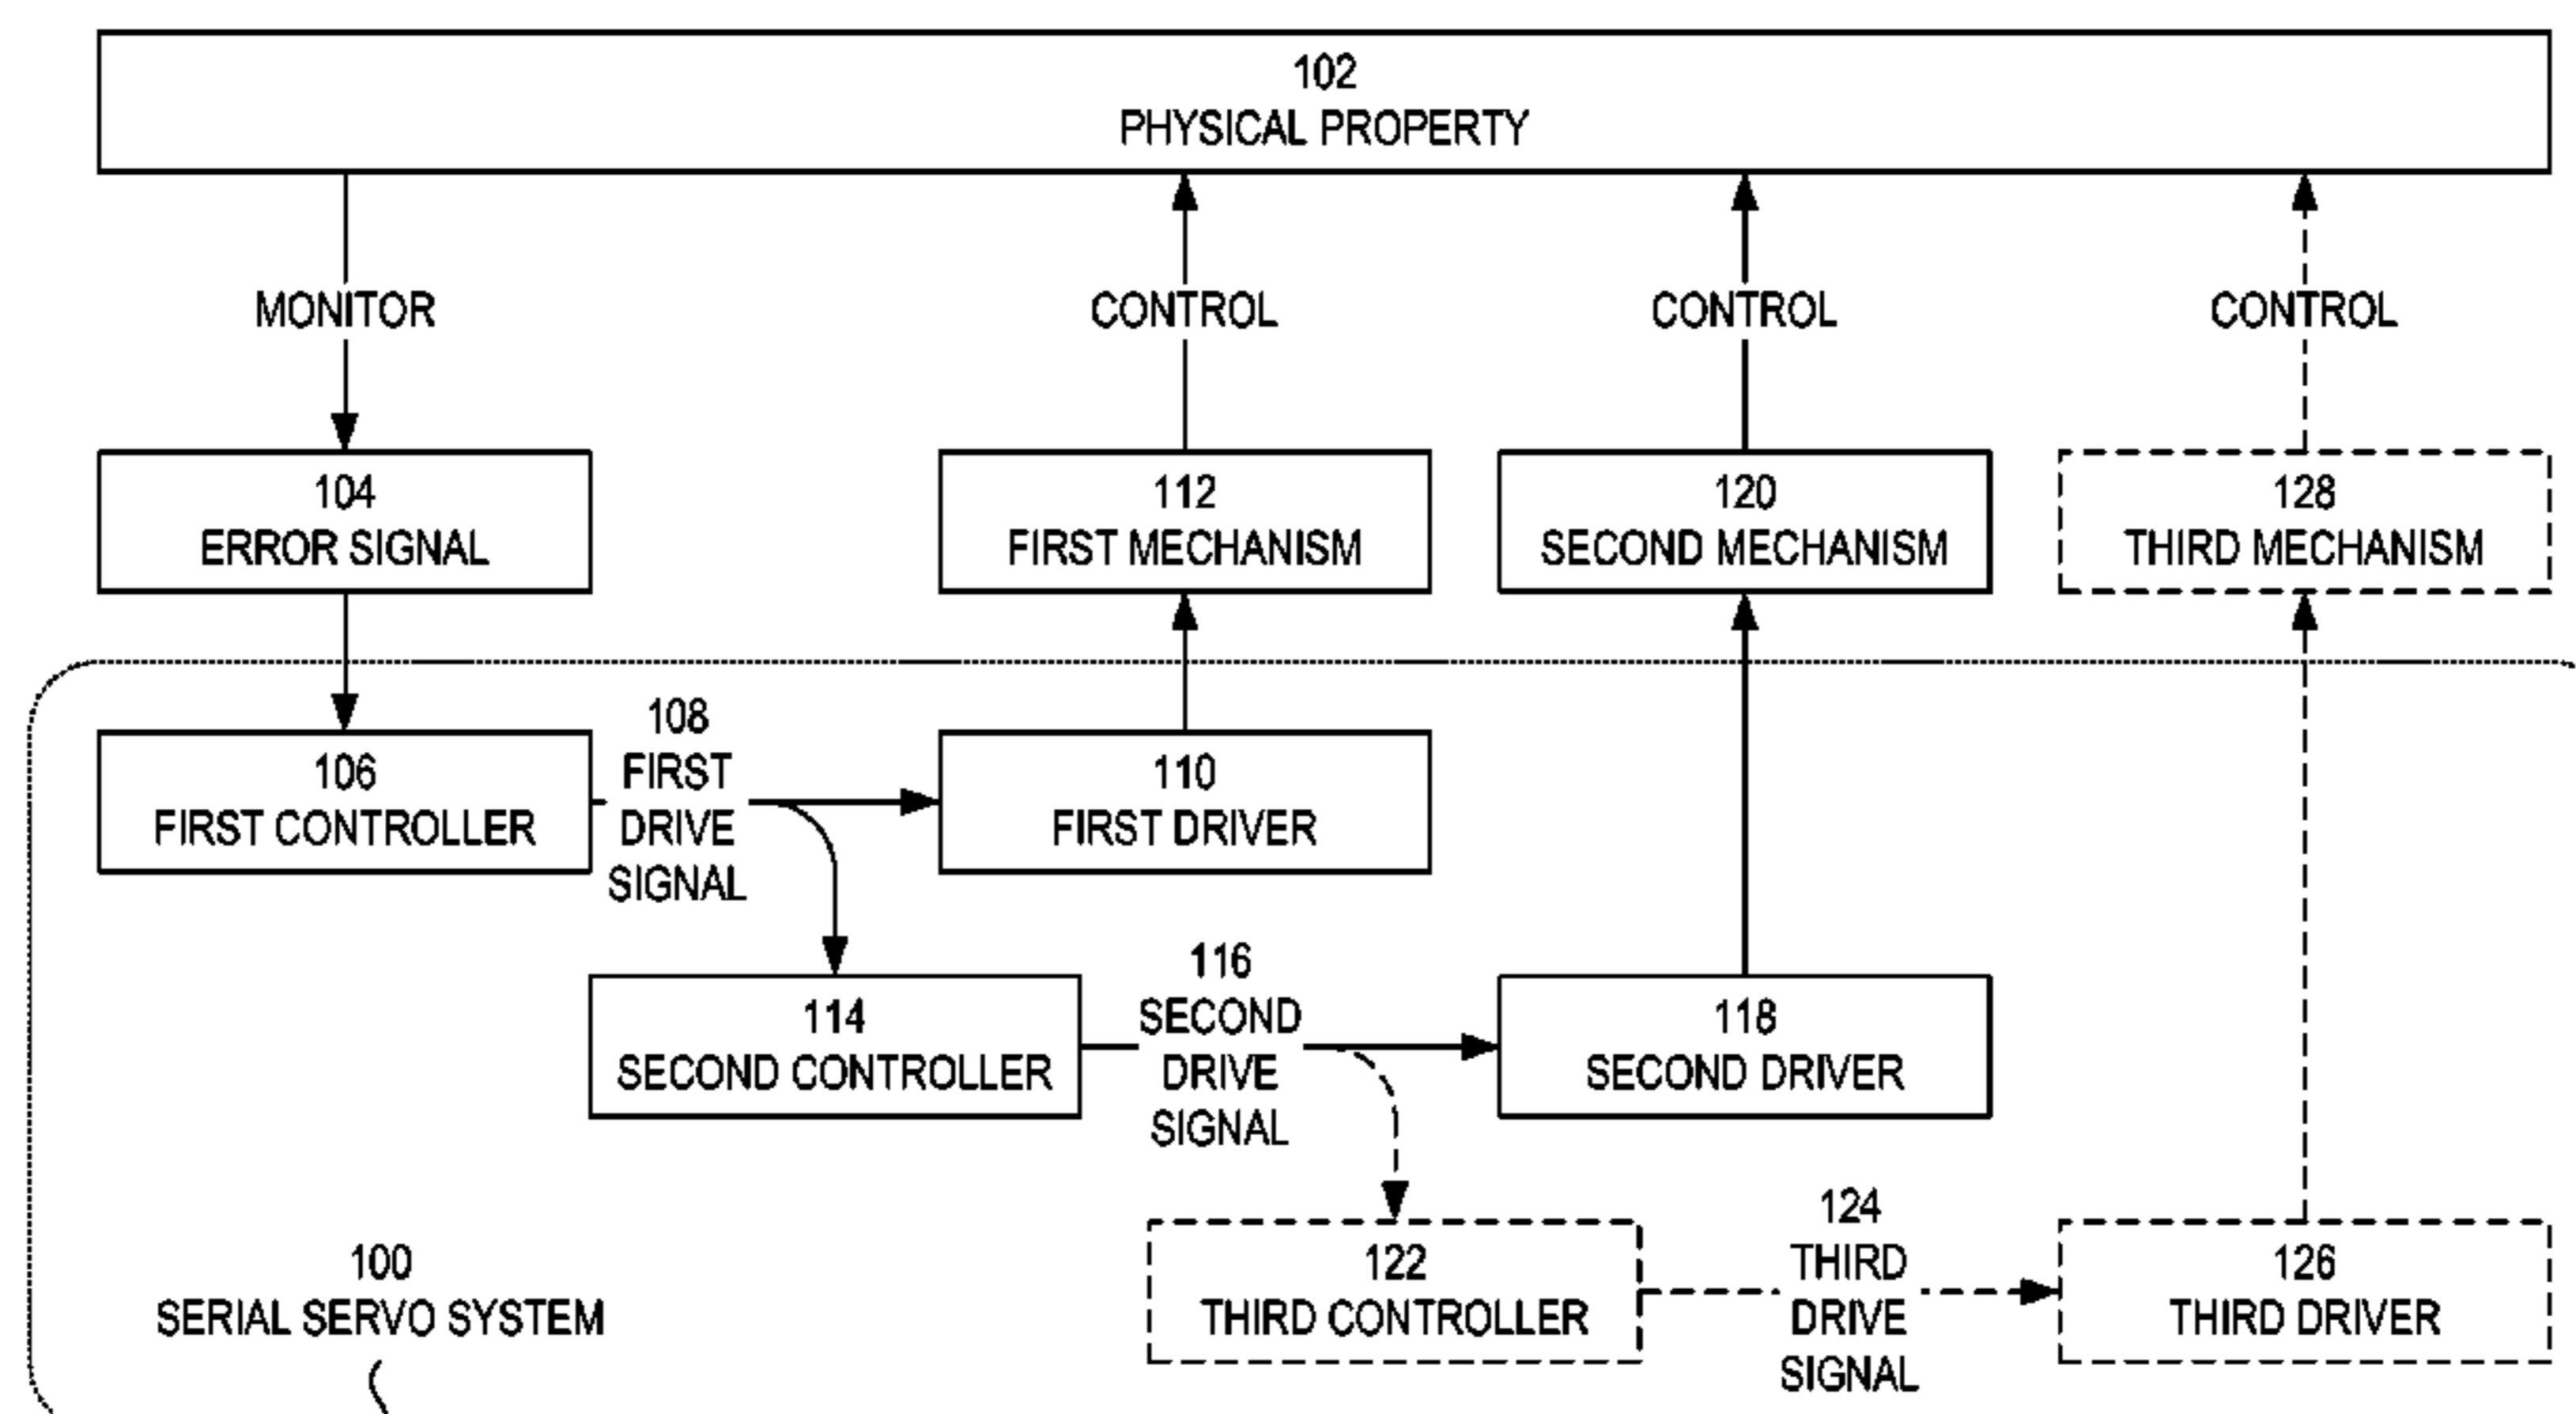 102
PHYSICAL PROPERTY
MONITOR
CONTROL
CONTROL
CONTROL
104
ERROR SIGNAL
112
FIRST MECHANISM
120
SECOND MECHANISM
128
THIRD MECHANISM
106
FIRST CONTROLLER
108
FIRST
DRIVE
SIGNAL
110
FIRST DRIVER
114
SECOND CONTROLLER
116
SECOND
DRIVE
SIGNAL
118
SECOND DRIVER
100
SERIAL SERVO SYSTEM
122
THIRD CONTROLLER
124
THIRD
DRIVE
SIGNAL
126
THIRD DRIVER